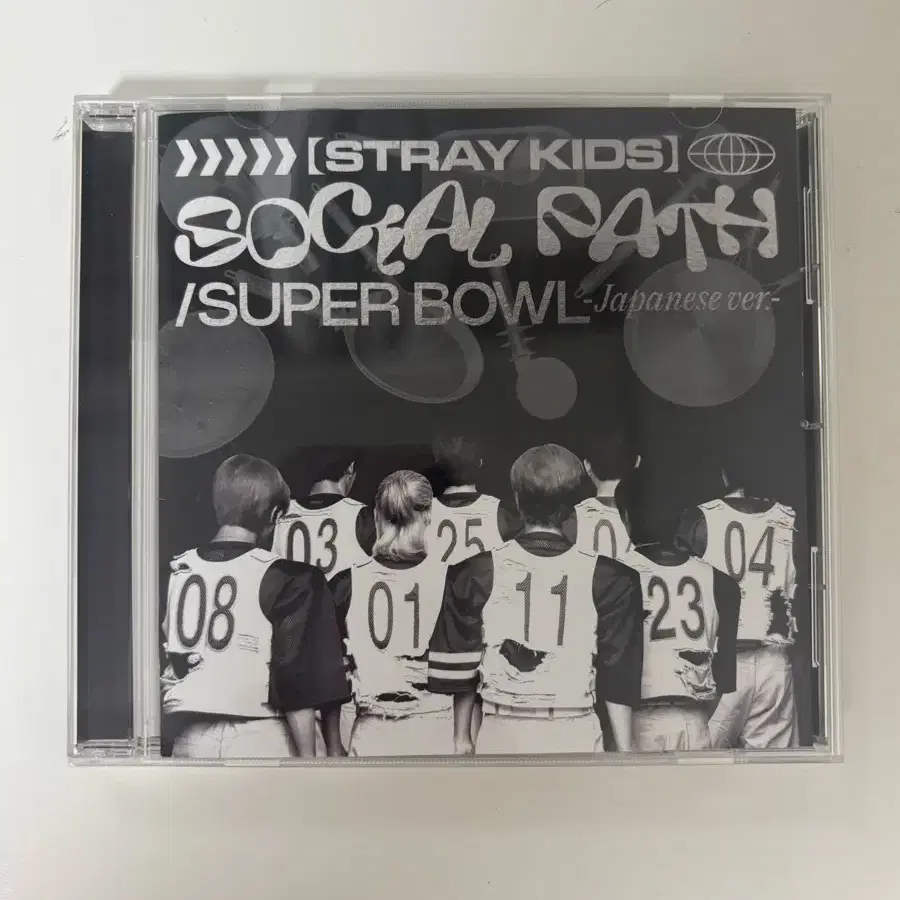 【STRAY KIDS】
SOCIAL PATH
/SUPER BOWL -Japanese ver.-
03
25
0
04
08
01
11
23